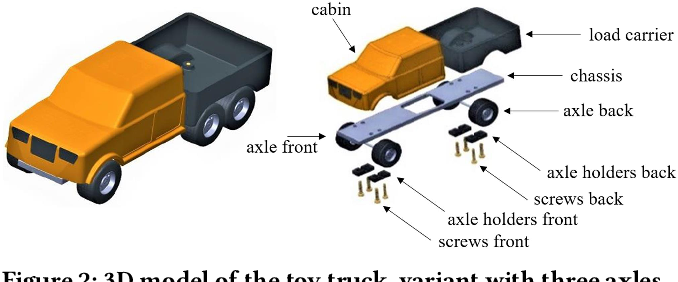 cabin
load carrier
chassis
axle back
axle front
axle holders back
screws back
axle holders front
screws front
Figure 2: 3D model of the toy truck, variant with three axles